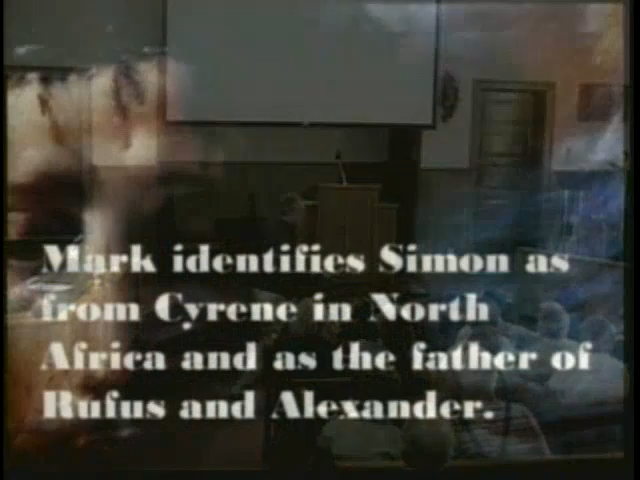 Mark identifies Simon as
from Cyrene in North
Africa and as the father of
Rufus and Alexander.